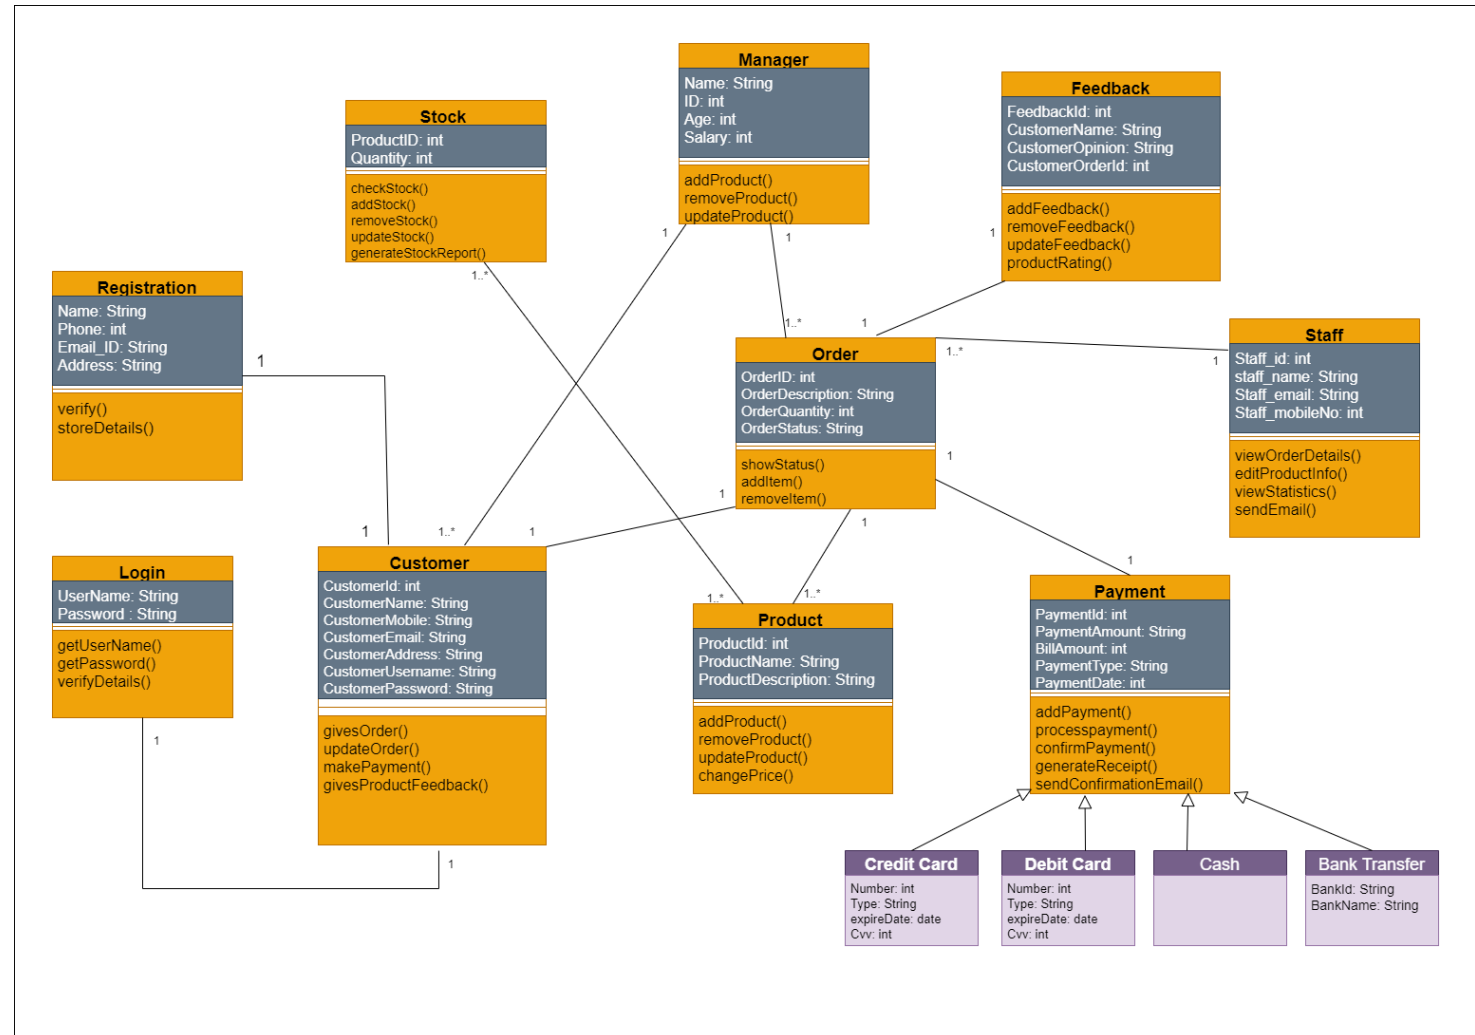 Manager
Name: String
ID: int
Age: int
Salary: int
addProduct()
removeProduct()
updateProduct()
1
1
1..*
Feedback
FeedbackId: int
CustomerName: String
CustomerOpinion: String
CustomerOrderId: int
addFeedback()
removeFeedback()
updateFeedback()
productRating()
1
1
Stock
ProductID: int
Quantity: int
checkStock()
addStock()
removeStock()
updateStock()
generateStockReport()
1..*
Registration
Name: String
Phone: int
Email_ID: String
Address: String
verify()
storeDetails()
1
1
1..*
Order
OrderID: int
OrderDescription: String
OrderQuantity: int
OrderStatus: String
showStatus()
addItem()
removeItem()
1..*
1
1
1
1
1
Staff
Staff_id: int
staff_name: String
Staff_email: String
Staff_mobileNo: int
viewOrderDetails()
editProductInfo()
viewStatistics()
sendEmail()
Login
UserName: String
Password : String
getUserName()
getPassword()
verifyDetails()
1
Customer
CustomerId: int
CustomerName: String
CustomerMobile: String
CustomerEmail: String
CustomerAddress: String
CustomerUsername: String
CustomerPassword: String
givesOrder()
updateOrder()
makePayment()
givesProductFeedback()
1
1..*
1..*
Product
ProductId: int
ProductName: String
ProductDescription: String
addProduct()
removeProduct()
updateProduct()
changePrice()
1
Payment
PaymentId: int
PaymentAmount: String
BillAmount: int
PaymentType: String
PaymentDate: int
addPayment()
processpayment()
confirmPayment()
generateReceipt()
sendConfirmationEmail()
Credit Card
Number: int
Type: String
expireDate: date
Cvv: int
Debit Card
Number: int
Type: String
expireDate: date
Cvv: int
Cash
Bank Transfer
BankId: String
BankName: String